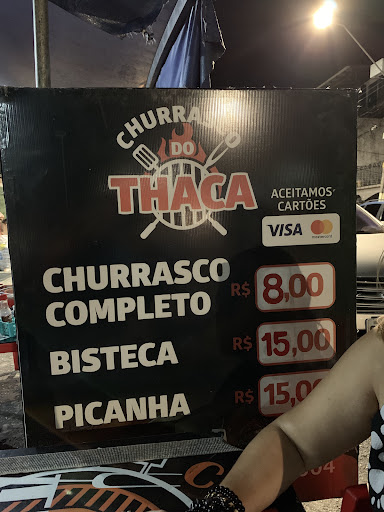 CHURRASCO
DO
THACA
ACEITAMOS
CARTÕES
VISA
CHURRASCO
COMPLETO
R$ 8,00
BISTECA
R$ 15,00
PICANHA
R$ 15,00